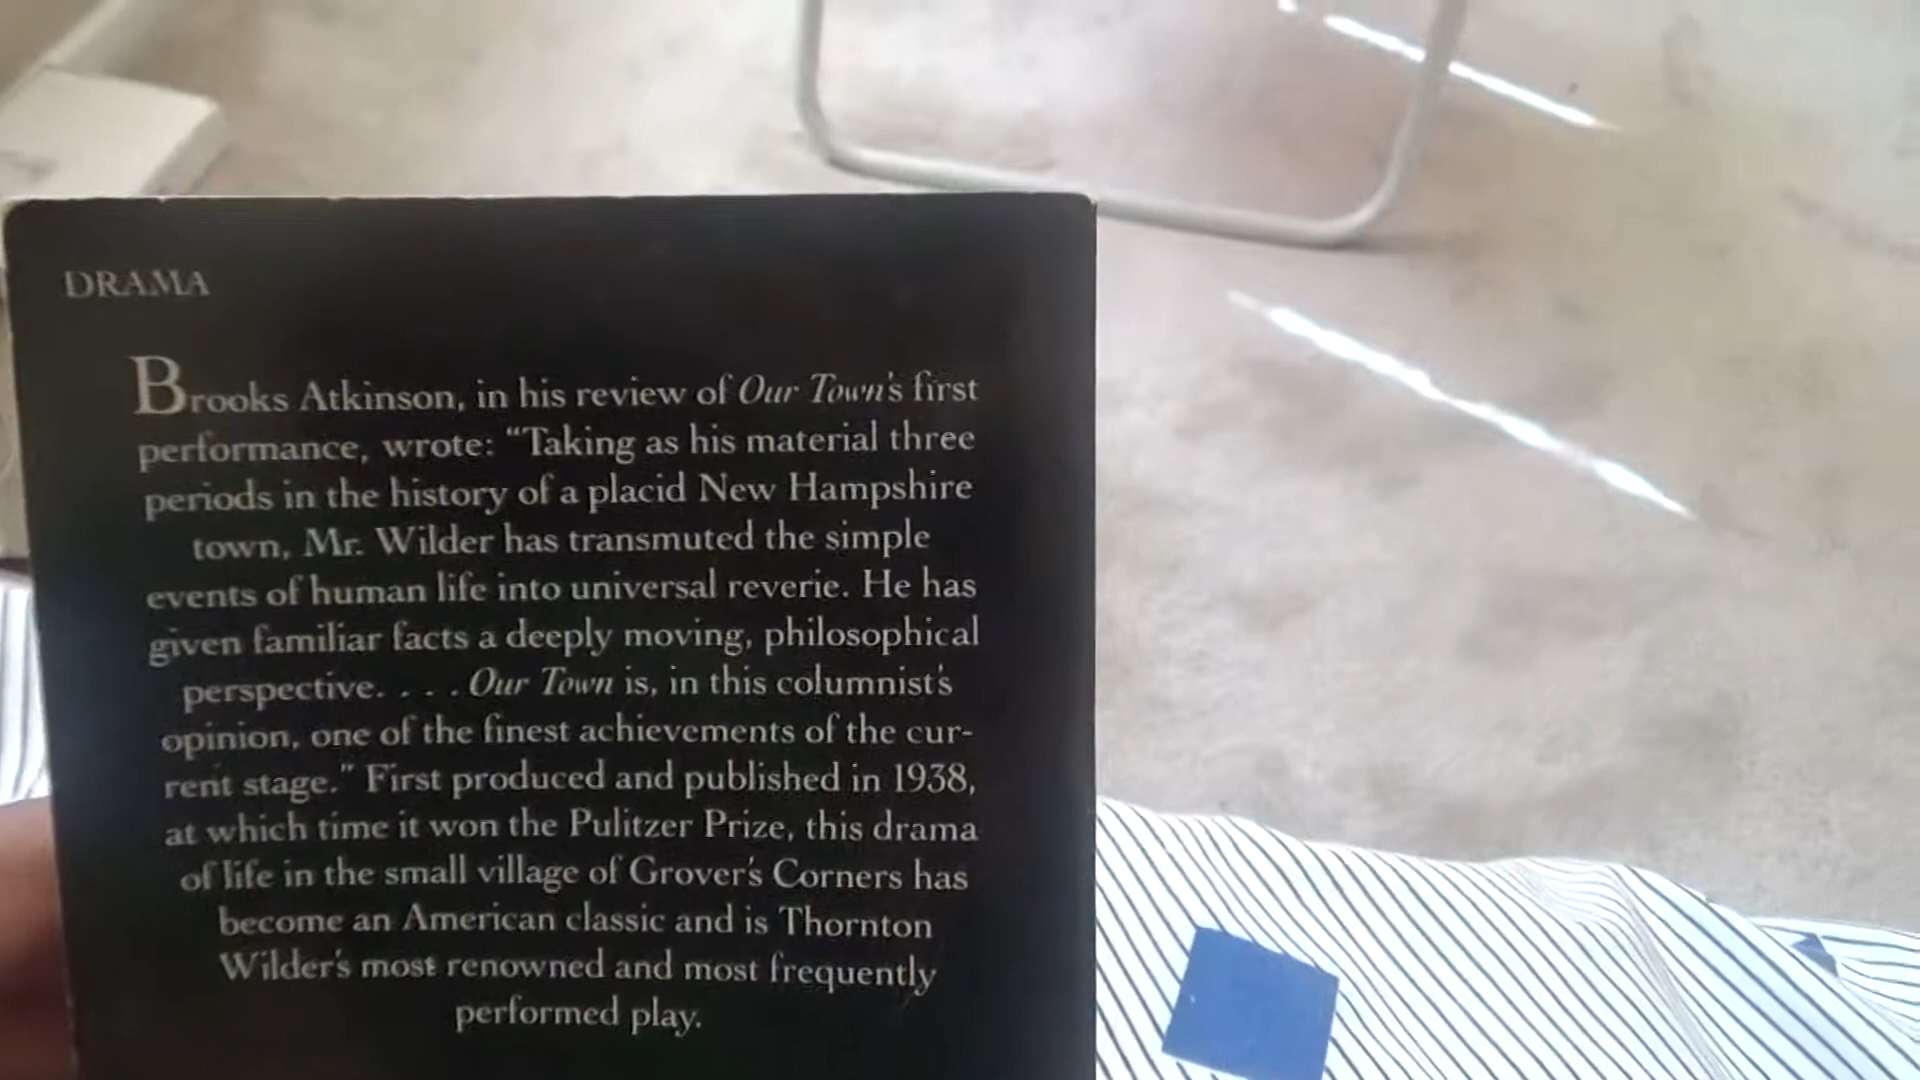 DRAMA
Brooks Atkinson, in his review of Our Town's first
performance, wrote: “Taking as his material three
periods in the history of a placid New Hampshire
town, Mr. Wilder has transmuted the simple
events of human life into universal reverie. He has
given familiar facts a deeply moving, philosophical
perspective. . . . Our Town is, in this columnist's
opinion, one of the finest achievements of the cur-
rent stage.” First produced and published in 1938,
at which time it won the Pulitzer Prize, this drama
of life in the small village of Grover's Corners has
become an American classic and is Thornton
Wilder's most renowned and most frequently
performed play.